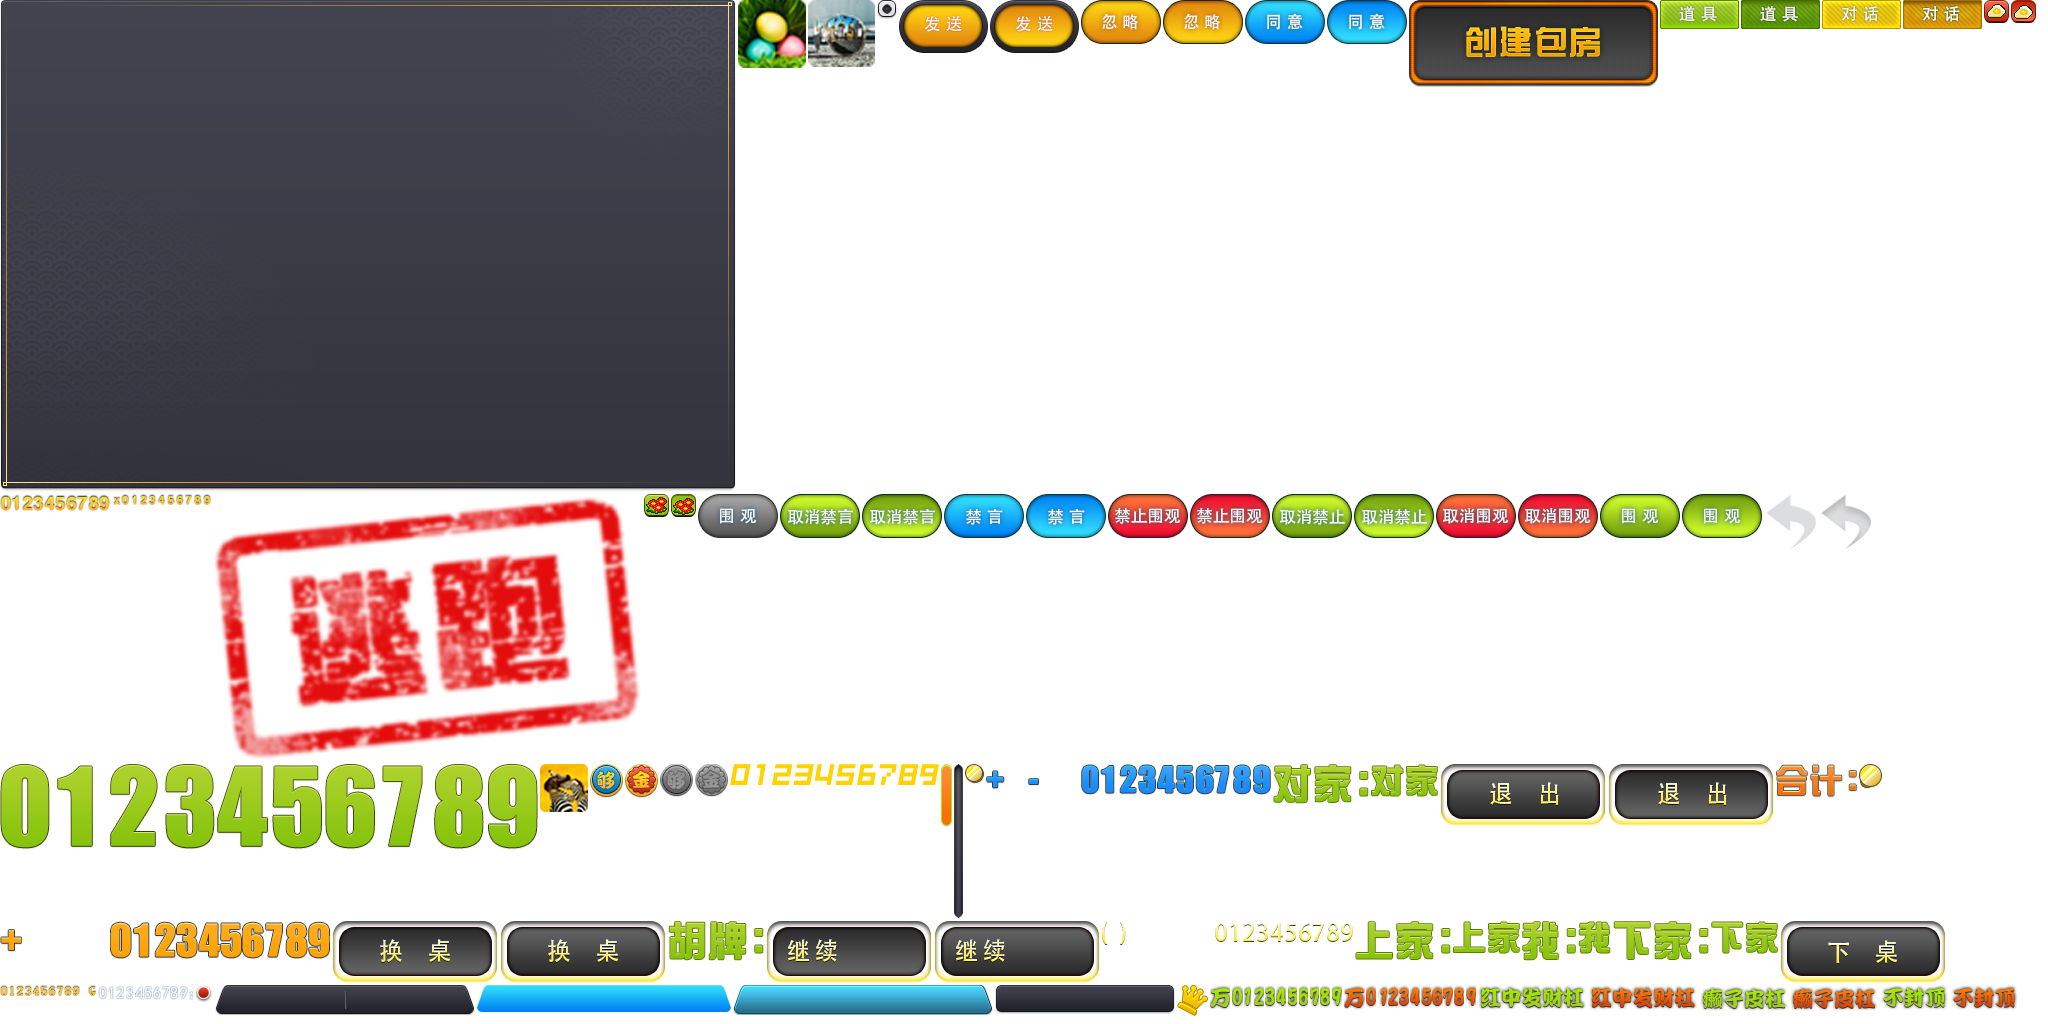 发送 发送 忽略 忽略 同意 同意 创建包房 道具 道具 对话 对话
0123456789 x0123456789
围观 取消禁言 取消禁言 禁言 禁言 禁止围观 禁止围观 取消禁止 取消禁止 取消围观 取消围观 围观 围观
逃跑
0123456789 够 金 够 金 0123456789 + - 0123456789 对家:对家 退出 退出 合计:
+ 0123456789 换桌 换桌 胡牌: 继续 继续 ( ) 0123456789 上家:上家我:我下家:下家 下桌
0123456789 G 0123456789: 万0123456789 万0123456789 红中发财杠 红中发财杠 癞子皮杠 癞子皮杠 不封顶 不封顶